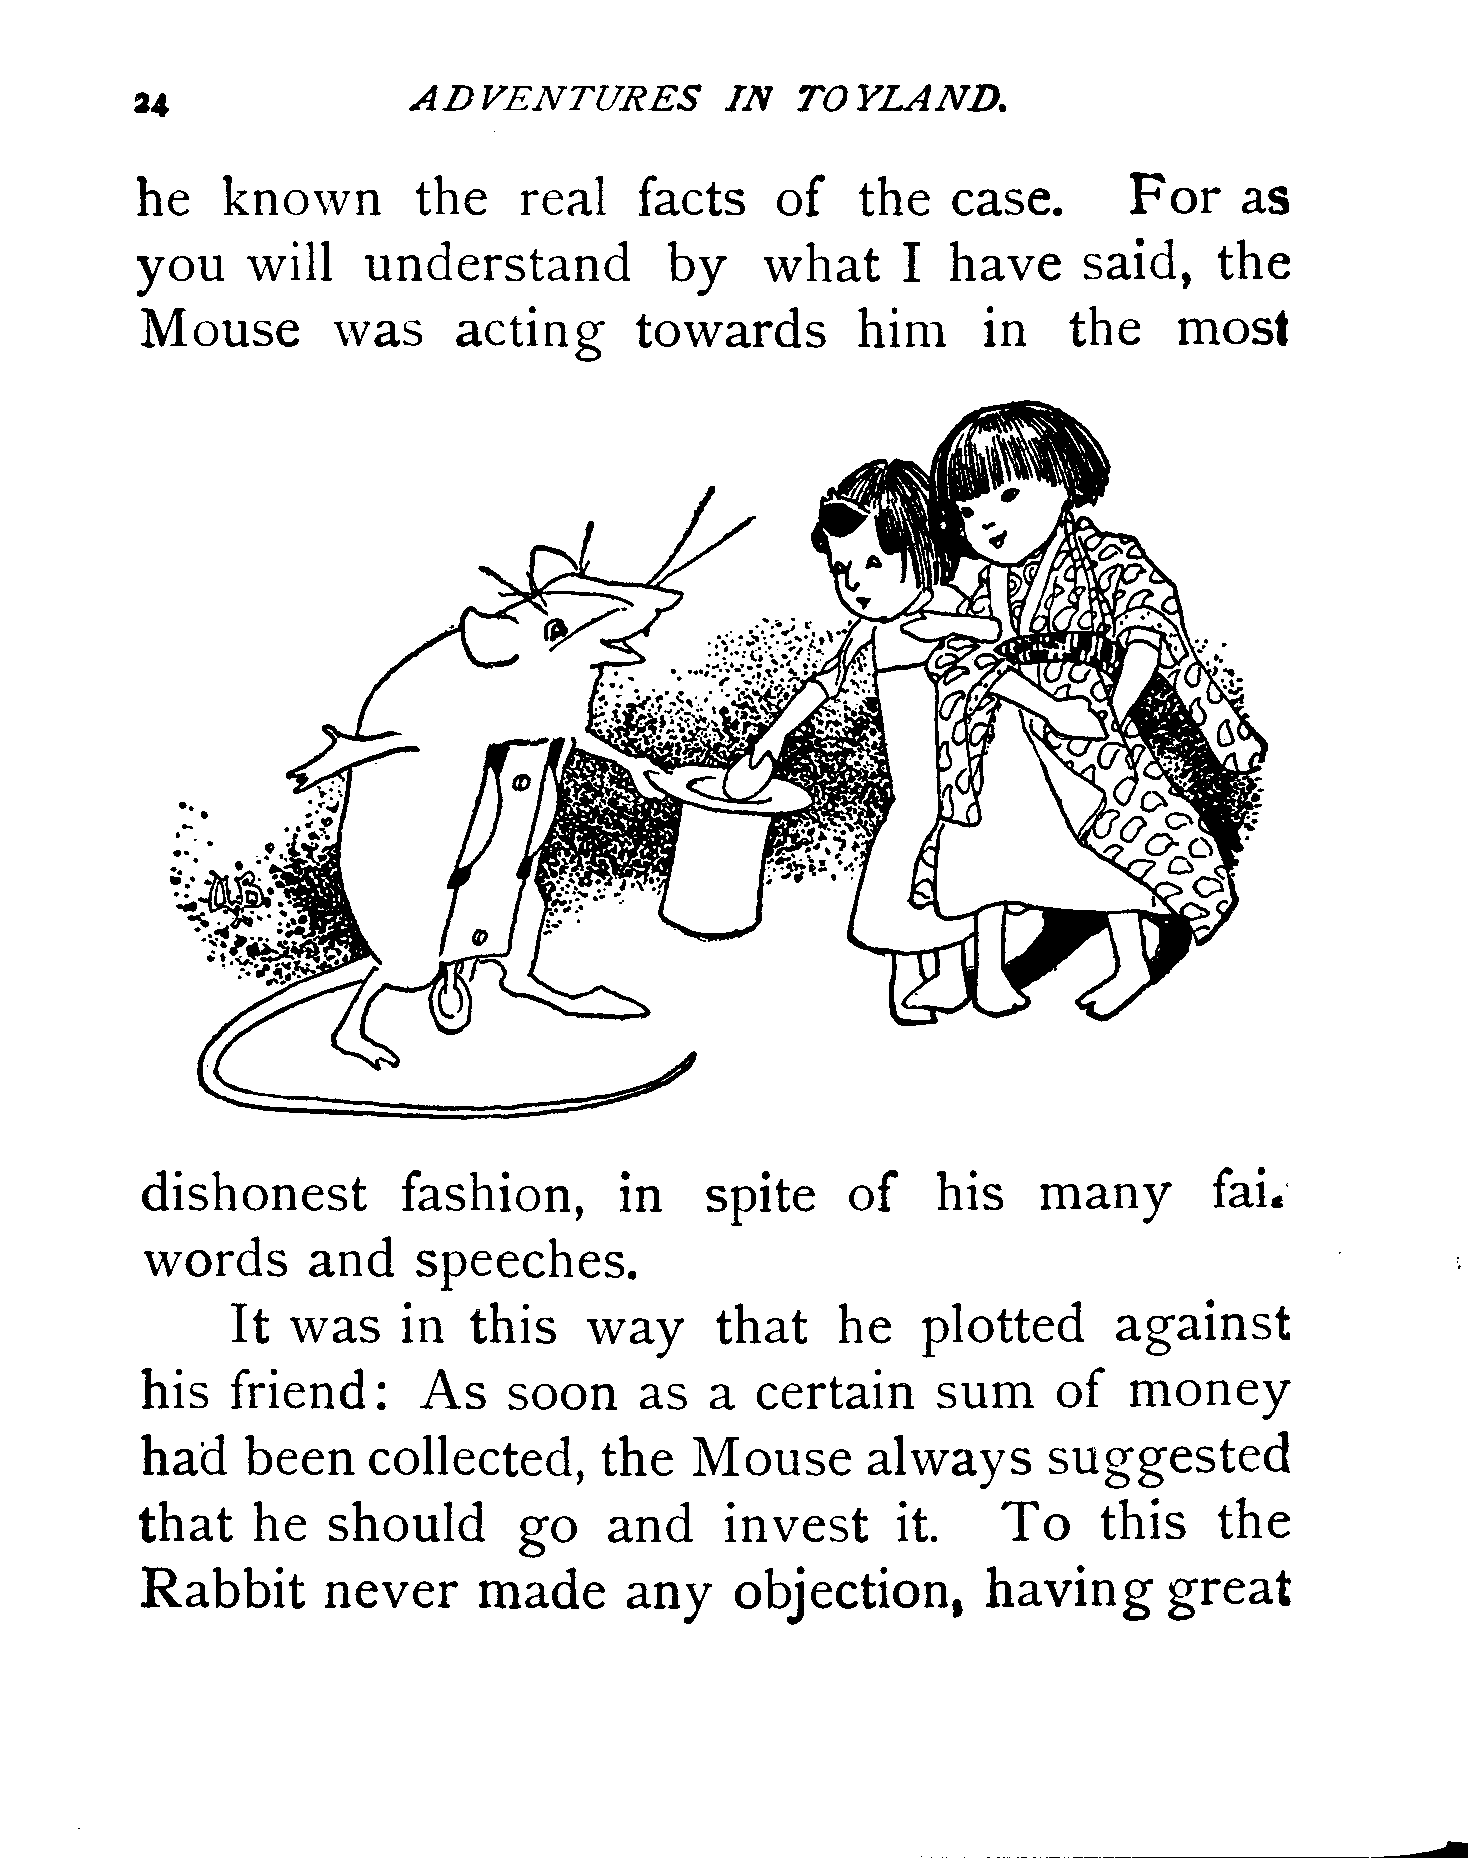 24 ADVENTURES IN TOYLAND.
he known the real facts of the case. For as
you will understand by what I have said, the
Mouse was acting towards him in the most
dishonest fashion, in spite of his many
words and speeches.
It was in this way that he plotted against
his friend: As soon as a certain sum of money
had been collected, the Mouse always suggested
that he should go and invest it. To this the
Rabbit never made any objection, having great